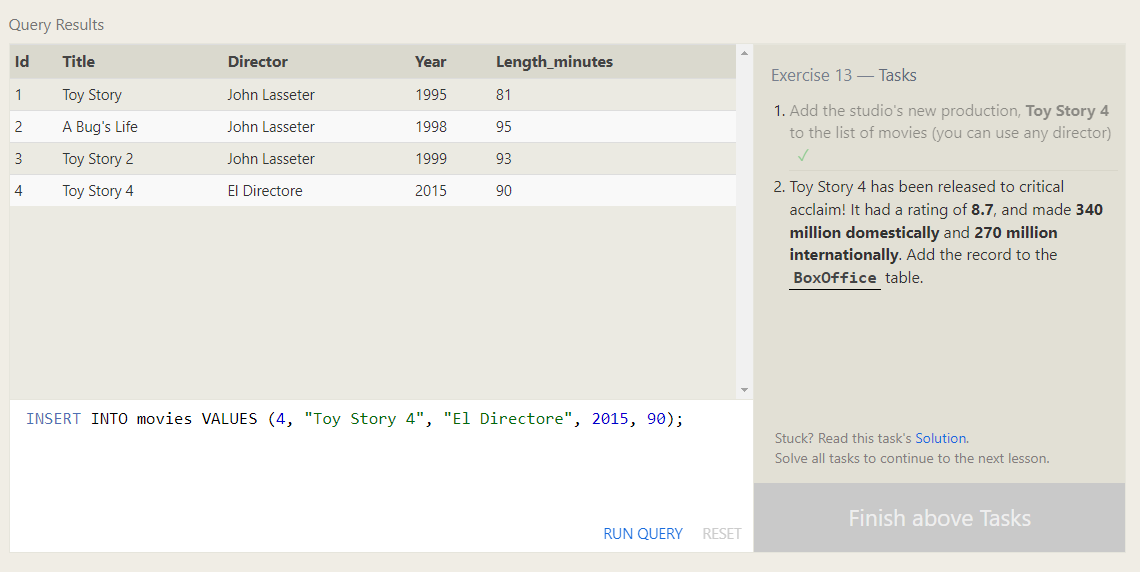 Query Results
Id Title Director Year Length_minutes
1 Toy Story John Lasseter 1995 81
2 A Bug's Life John Lasseter 1998 95
3 Toy Story 2 John Lasseter 1999 93
4 Toy Story 4 El Directore 2015 90
INSERT INTO movies VALUES (4, "Toy Story 4", "El Directore", 2015, 90);
RUN QUERY RESET
Exercise 13 — Tasks
1. Add the studio's new production, Toy Story 4
to the list of movies (you can use any director)
✓
2. Toy Story 4 has been released to critical
acclaim! It had a rating of 8.7, and made 340
million domestically and 270 million
internationally. Add the record to the
BoxOffice table.
Stuck? Read this task's Solution.
Solve all tasks to continue to the next lesson.
Finish above Tasks